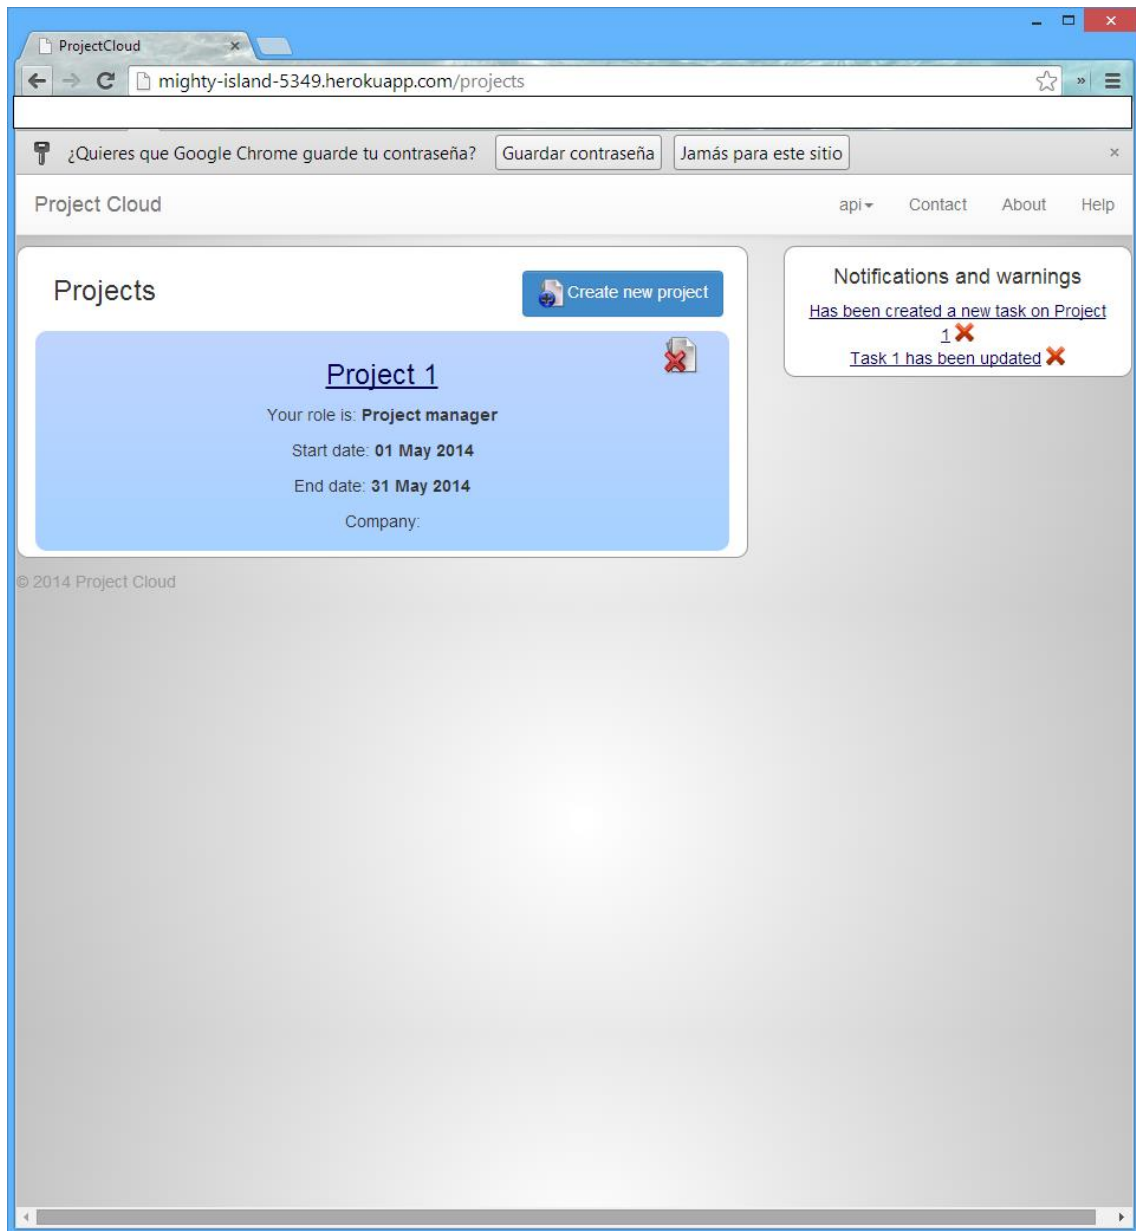 ProjectCloud
mighty-island-5349.herokuapp.com/projects
¿Quieres que Google Chrome guarde tu contraseña? Guardar contraseña Jamás para este sitio
Project Cloud api Contact About Help
Projects
Create new project
Project 1
Your role is: Project manager
Start date: 01 May 2014
End date: 31 May 2014
Company:
Notifications and warnings
Has been created a new task on Project
1
Task 1 has been updated
© 2014 Project Cloud